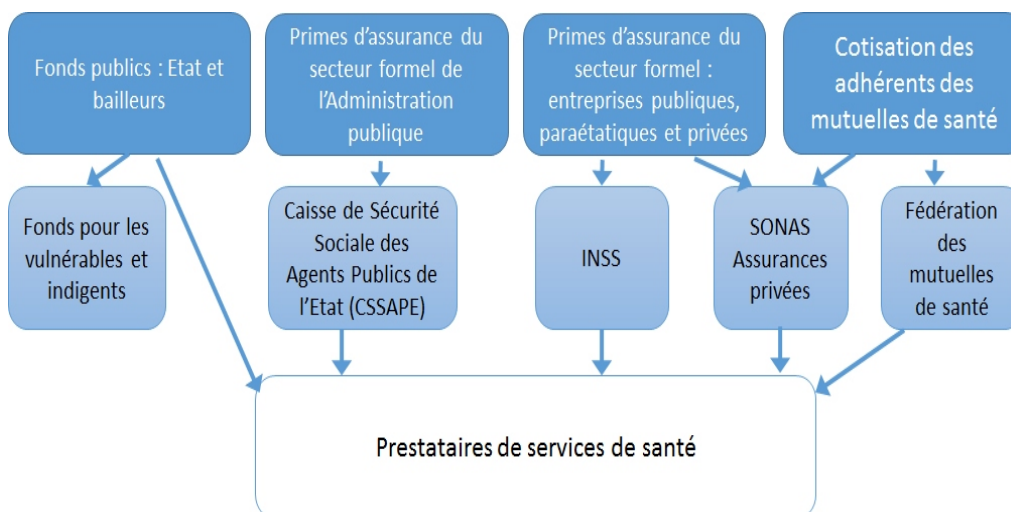 Fonds publics : Etat et
bailleurs
Primes d’assurance du
secteur formel de
l’Administration
publique
Primes d’assurance du
secteur formel :
entreprises publiques,
paraétatiques et privées
Cotisation des
adhérents des
mutuelles de santé
Fonds pour les
vulnérables et
indigents
Caisse de Sécurité
Sociale des
Agents Publics de
l’Etat (CSSAPE)
INSS
SONAS
Assurances
privées
Fédération
des
mutuelles
de santé
Prestataires de services de santé